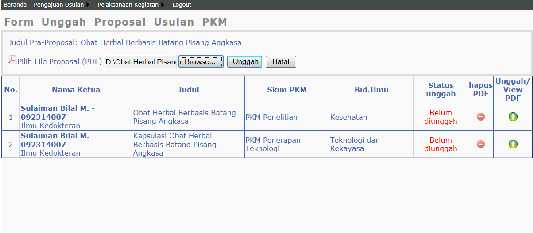 Beranda Pengajuan Usulan Pelaksanaan Kegiatan Logout
Form Unggah Proposal Usulan PKM
Judul Pra-Proposal: Obat Herbal Berbasis Batang Pisang Angkasa
Pilih File Proposal (PDF) D:\Obat Herbal Pisan Browse... Unggah Batal
No. Nama Ketua Judul Skim PKM Bid.Ilmu Status unggah hapus PDF Unggah/ View PDF
1 Sulaiman Bilal M. - 092314007 Ilmu Kedokteran Obat Herbal Berbasis Batang Pisang Angkasa PKM Penelitian Kesehatan Belum diunggah
2 Sulaiman Bilal M. 092314007 Ilmu Kedokteran Kapsulasi Obat Herbal Berbasis Batang Pisang Angkasa PKM Penerapan Teknologi Teknologi dan Rekayasa Belum diunggah